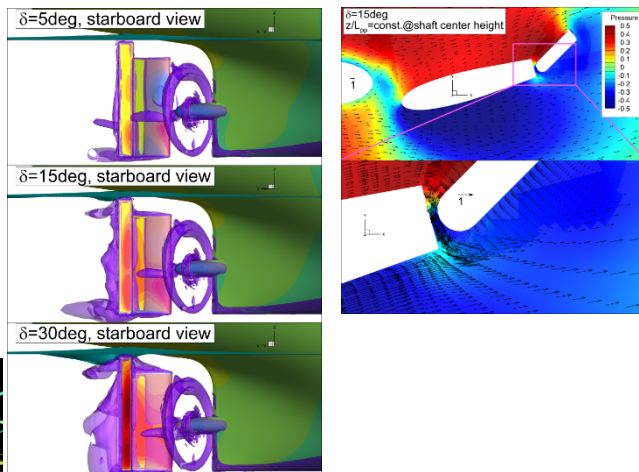 δ=5deg, starboard view
δ=15deg, starboard view
δ=30deg, starboard view
δ=15deg
z/Lpp=const.@shaft center height
Pressure
0.5
0.4
0.3
0.2
0.1
0.0
-0.1
-0.2
-0.3
-0.4
-0.5
1
1